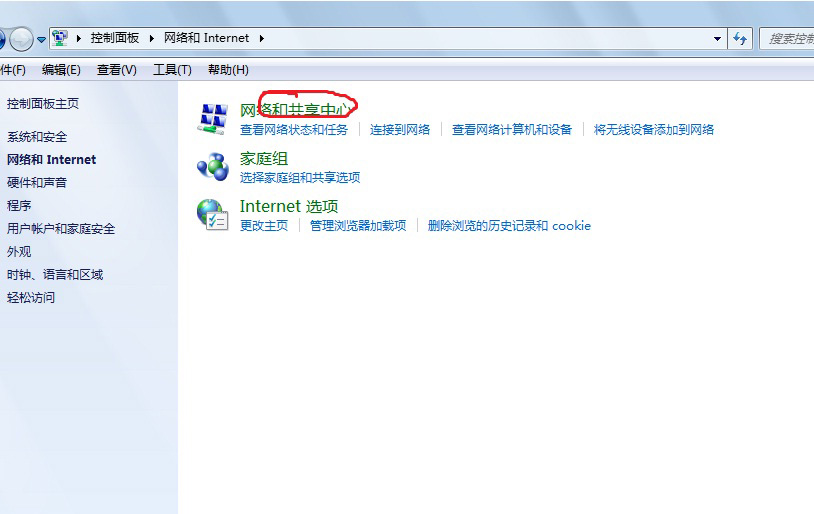 控制面板 网络和 Internet 搜索控制
件(F) 编辑(E) 查看(V) 工具(T) 帮助(H)
控制面板主页
系统和安全
网络和 Internet
硬件和声音
程序
用户帐户和家庭安全
外观
时钟、语言和区域
轻松访问
网络和共享中心
查看网络状态和任务 连接到网络 查看网络计算机和设备 将无线设备添加到网络
家庭组
选择家庭组和共享选项
Internet 选项
更改主页 管理浏览器加载项 删除浏览的历史记录和 cookie